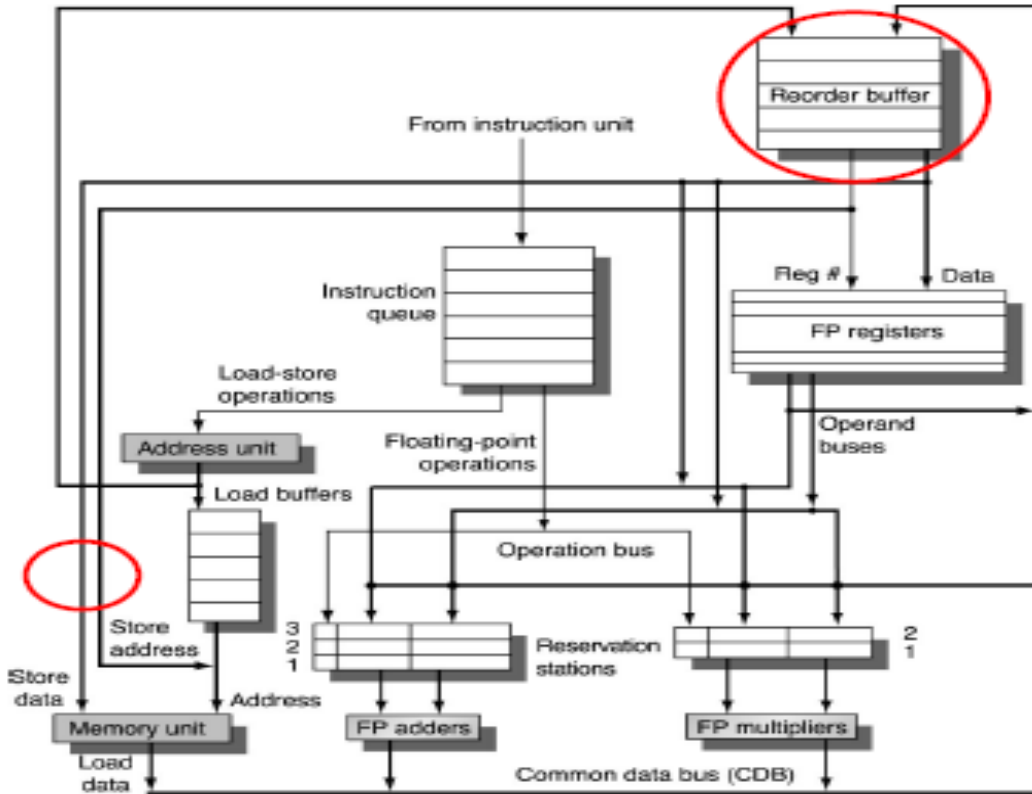 Reorder buffer
From instruction unit
Reg #
Data
Instruction
queue
FP registers
Load-store
operations
Operand
buses
Address unit
Floating-point
operations
Load buffers
Operation bus
Store
address
3
2
1
Reservation
stations
2
1
Store
data
Address
Memory unit
FP adders
FP multipliers
Load
data
Common data bus (CDB)